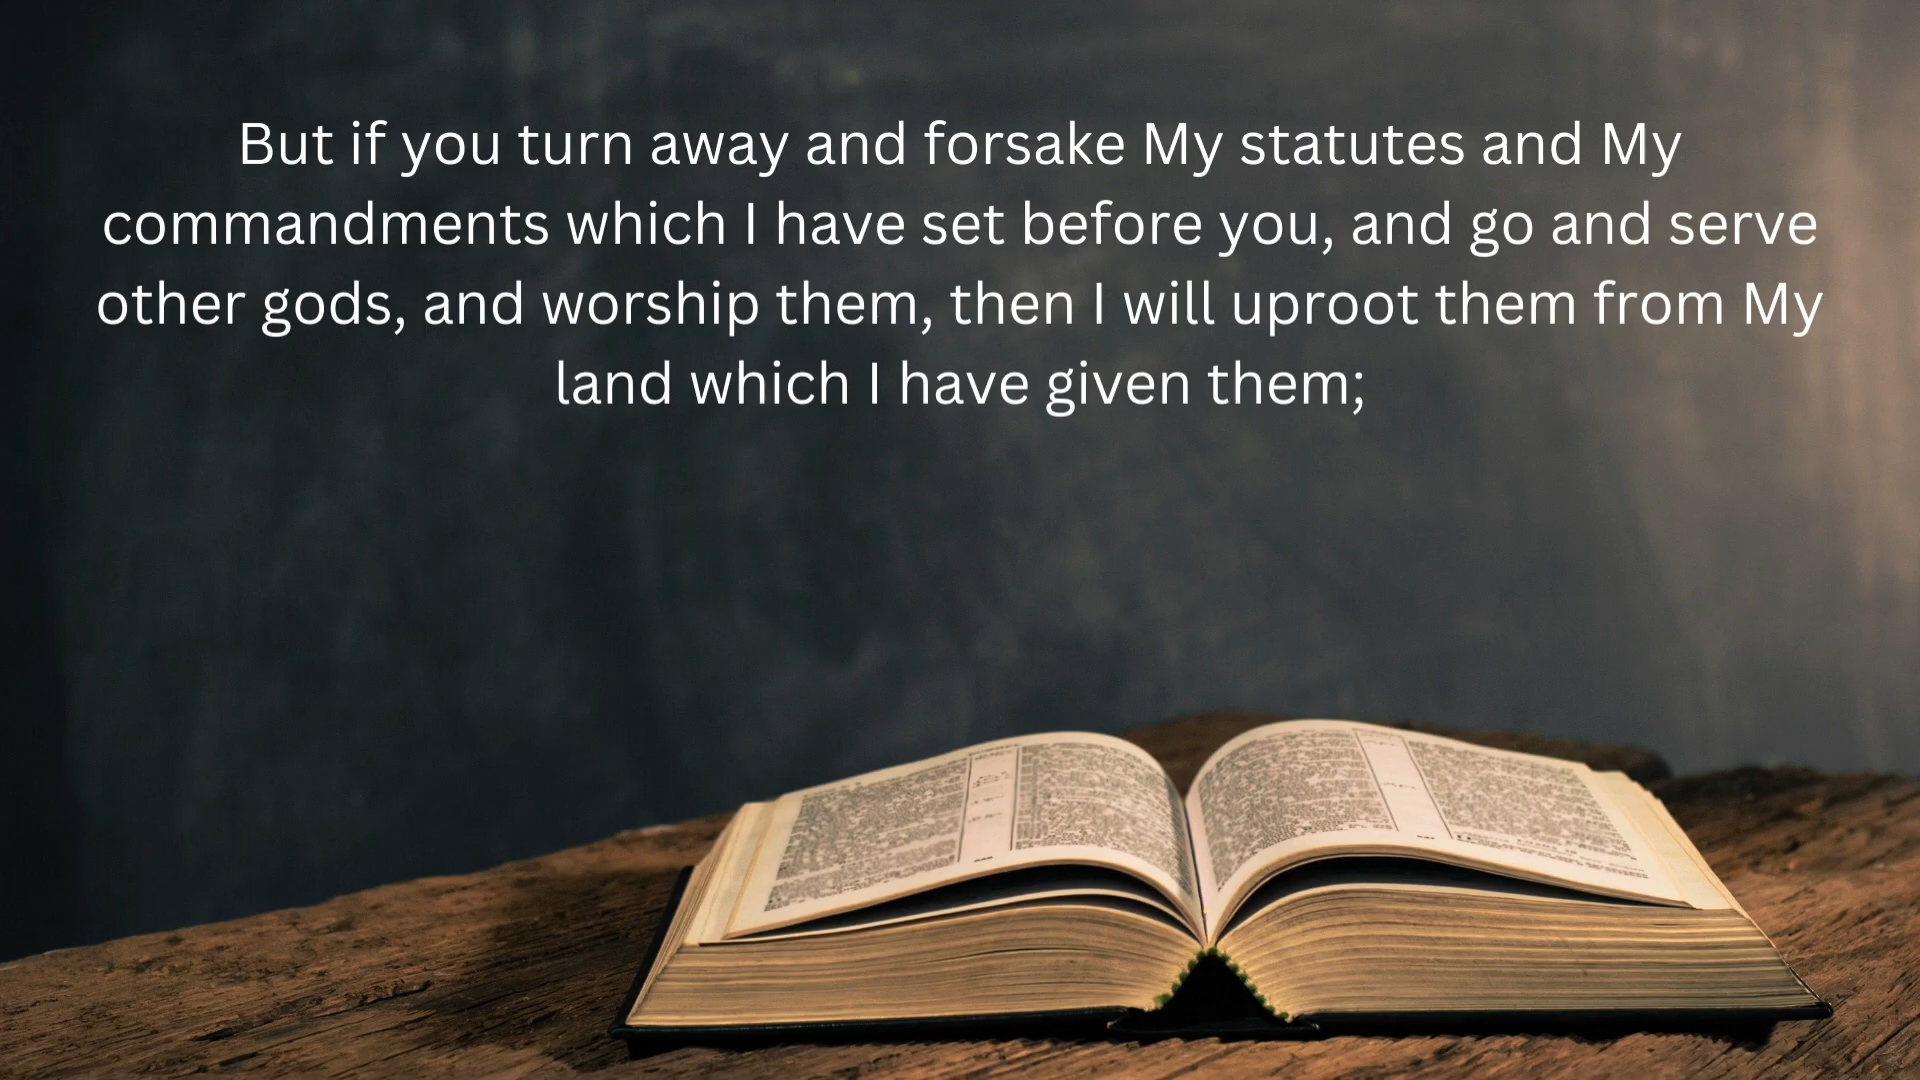 But if you turn away and forsake My statutes and My
commandments which I have set before you, and go and serve
other gods, and worship them, then I will uproot them from My
land which I have given them;